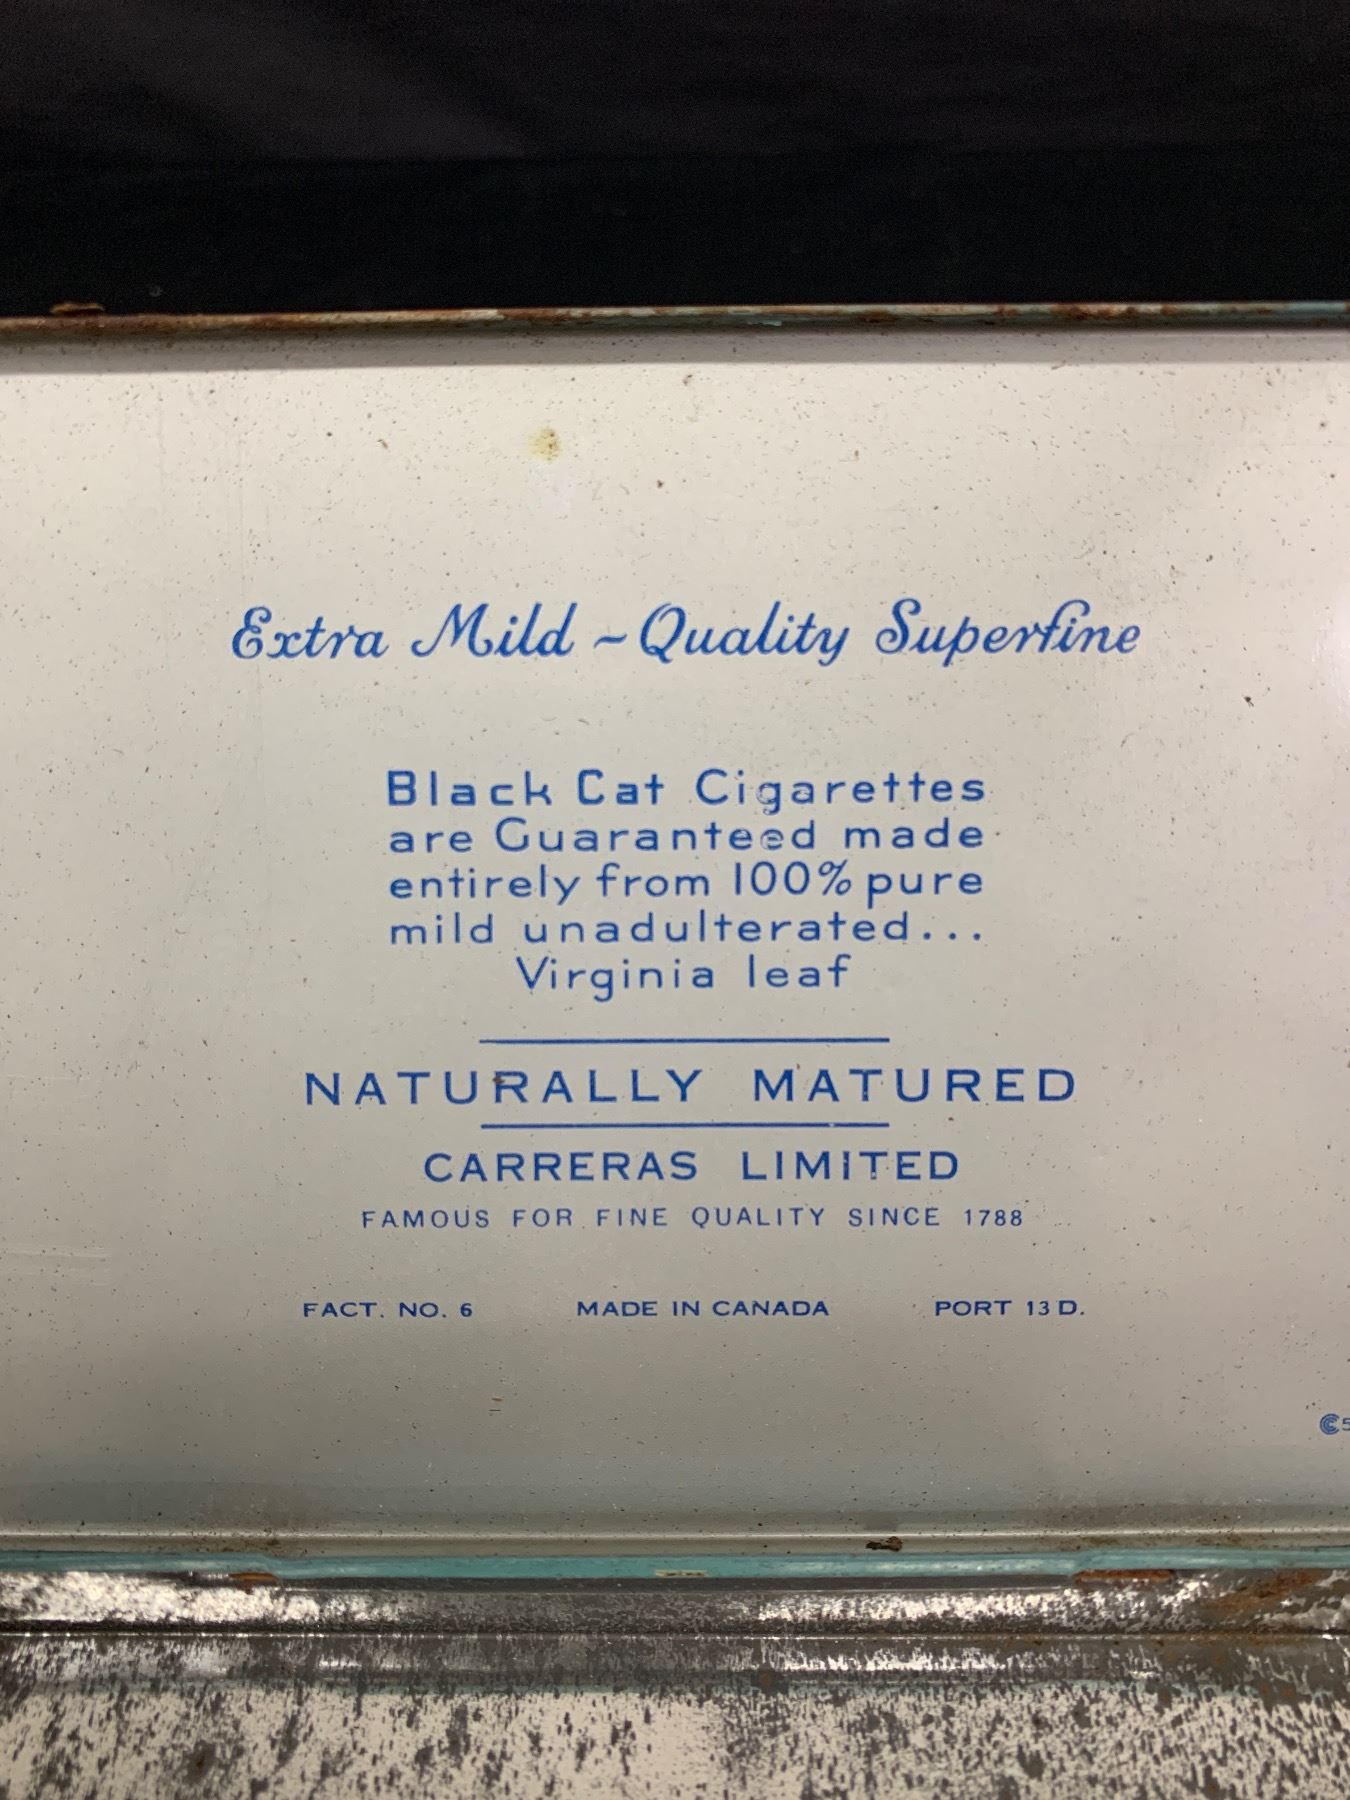 Extra Mild ~ Quality Superfine
Black Cat Cigarettes
are Guaranteed made
entirely from 100% pure
mild unadulterated...
Virginia leaf
NATURALLY MATURED
CARRERAS LIMITED
FAMOUS FOR FINE QUALITY SINCE 1788
FACT. NO. 6 MADE IN CANADA PORT 13 D.